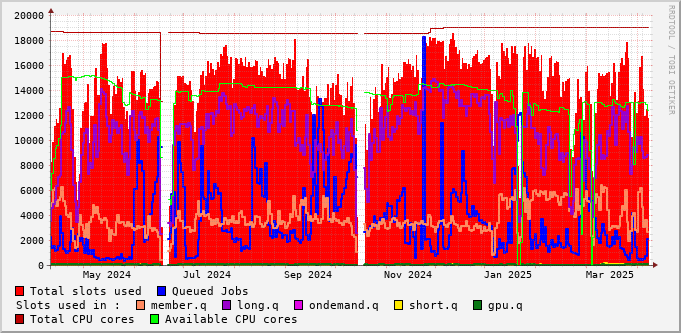 20000
18000
16000
14000
12000
10000
8000
6000
4000
2000
0
May 2024 Jul 2024 Sep 2024 Nov 2024 Jan 2025 Mar 2025
RRDTOOL / TOBI OETIKER
Total slots used Queued Jobs
Slots used in : member.q long.q ondemand.q short.q gpu.q
Total CPU cores Available CPU cores